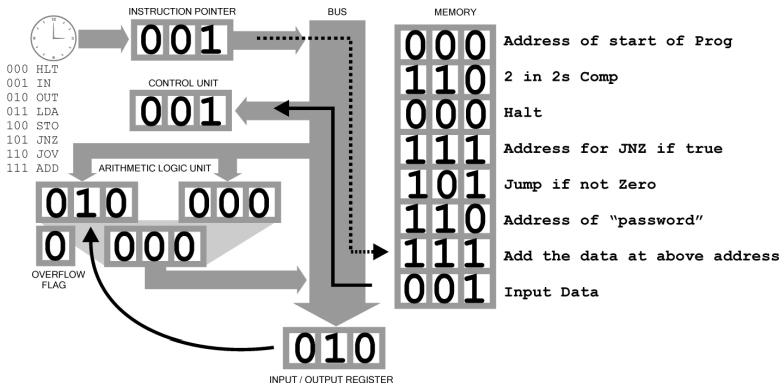 INSTRUCTION POINTER
BUS
MEMORY
001
000 Address of start of Prog
110 2 in 2s Comp
000 Halt
111 Address for JNZ if true
101 Jump if not Zero
110 Address of “password”
111 Add the data at above address
001 Input Data
000 HLT
001 IN
010 OUT
011 LDA
100 STO
101 JNZ
110 JOV
111 ADD
CONTROL UNIT
001
ARITHMETIC LOGIC UNIT
010
000
0
000
OVERFLOW
FLAG
010
INPUT / OUTPUT REGISTER